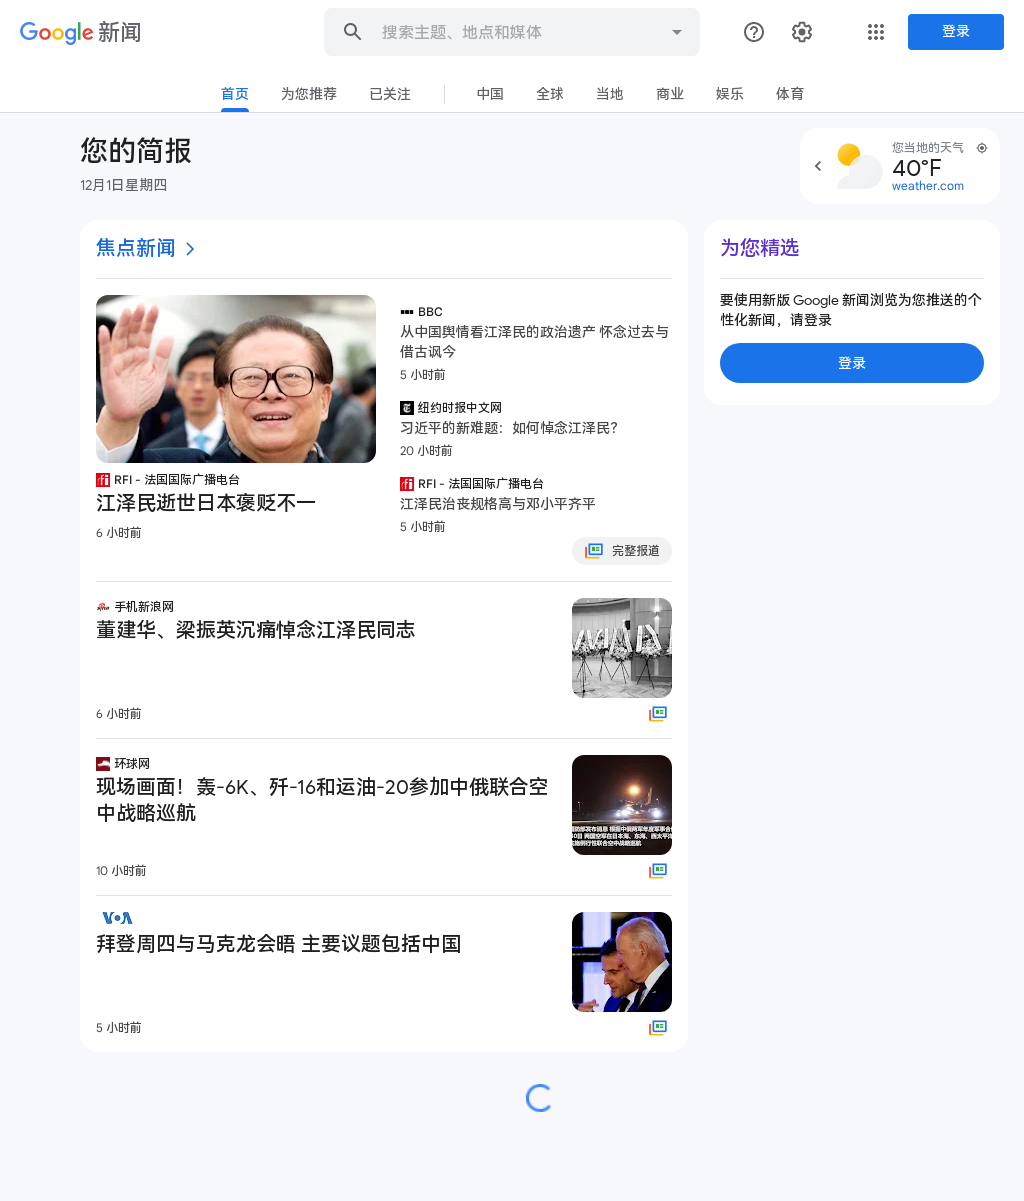 Google 新闻
搜索主题、地点和媒体
登录
首页
为您推荐
已关注
中国
全球
当地
商业
娱乐
体育
您的简报
12月1日星期四
您当地的天气
40°F
weather.com
焦点新闻
RFI - 法国国际广播电台
江泽民逝世日本褒贬不一
6 小时前
BBC
从中国舆情看江泽民的政治遗产 怀念过去与
借古讽今
5 小时前
纽约时报中文网
习近平的新难题：如何悼念江泽民？
20 小时前
RFI - 法国国际广播电台
江泽民治丧规格高与邓小平齐平
5 小时前
完整报道
手机新浪网
董建华、梁振英沉痛悼念江泽民同志
6 小时前
环球网
现场画面！轰-6K、歼-16和运油-20参加中俄联合空
中战略巡航
10 小时前
VOA
拜登周四与马克龙会晤 主要议题包括中国
5 小时前
为您精选
要使用新版 Google 新闻浏览为您推送的个
性化新闻，请登录
登录